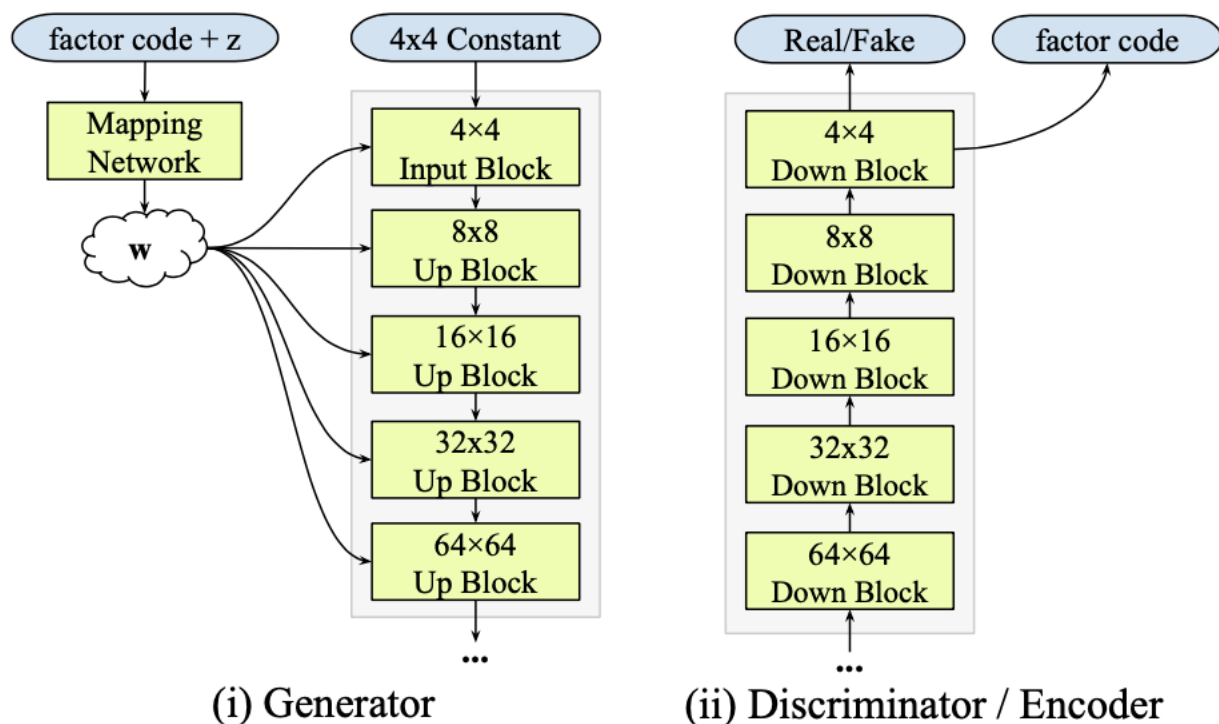 factor code + z
Mapping
Network
w
4x4 Constant
4×4
Input Block
8x8
Up Block
16×16
Up Block
32x32
Up Block
64×64
Up Block
...
(i) Generator
Real/Fake
factor code
4×4
Down Block
8x8
Down Block
16×16
Down Block
32x32
Down Block
64×64
Down Block
...
(ii) Discriminator / Encoder